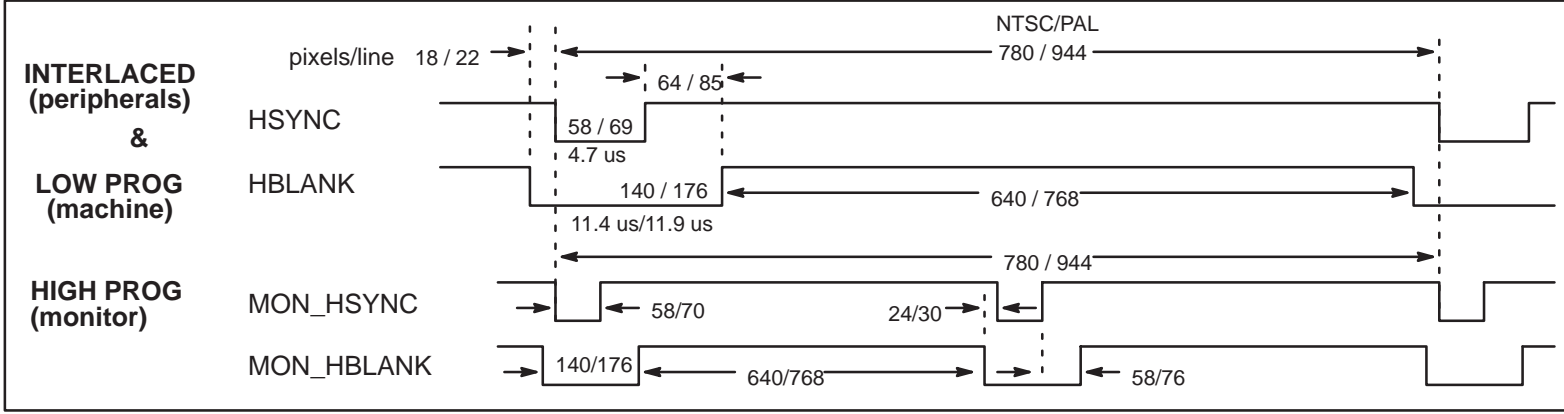 NTSC/PAL
pixels/line 18 / 22
780 / 944
INTERLACED
(peripherals)
&
LOW PROG
(machine)
64 / 85
HSYNC
58 / 69
4.7 us
HBLANK
140 / 176
640 / 768
11.4 us/11.9 us
780 / 944
HIGH PROG
(monitor)
MON_HSYNC
58/70
24/30
MON_HBLANK
140/176
640/768
58/76